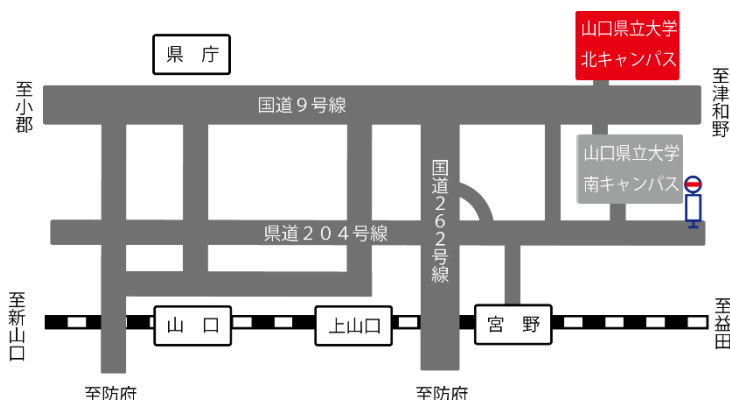 山口県立大学
北キャンパス
県 庁
至小郡
国道９号線
至津和野
山口県立大学
南キャンパス
国道２６２号線
県道２０４号線
至新山口
山 口
上山口
宮 野
至益田
至防府
至防府